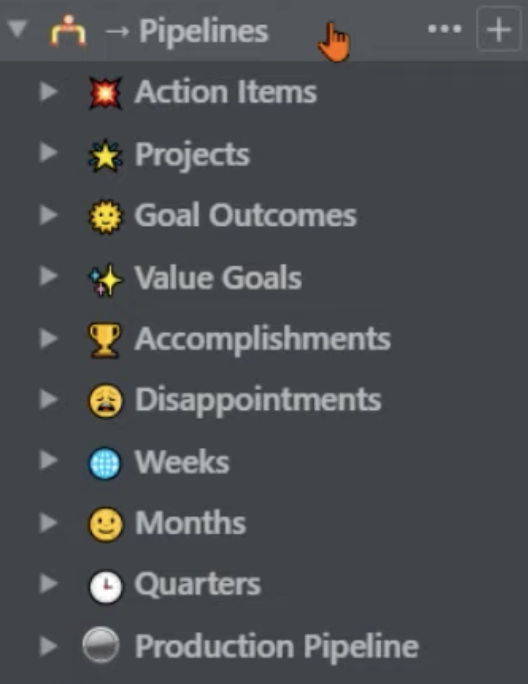 → Pipelines
Action Items
Projects
Goal Outcomes
Value Goals
Accomplishments
Disappointments
Weeks
Months
Quarters
Production Pipeline